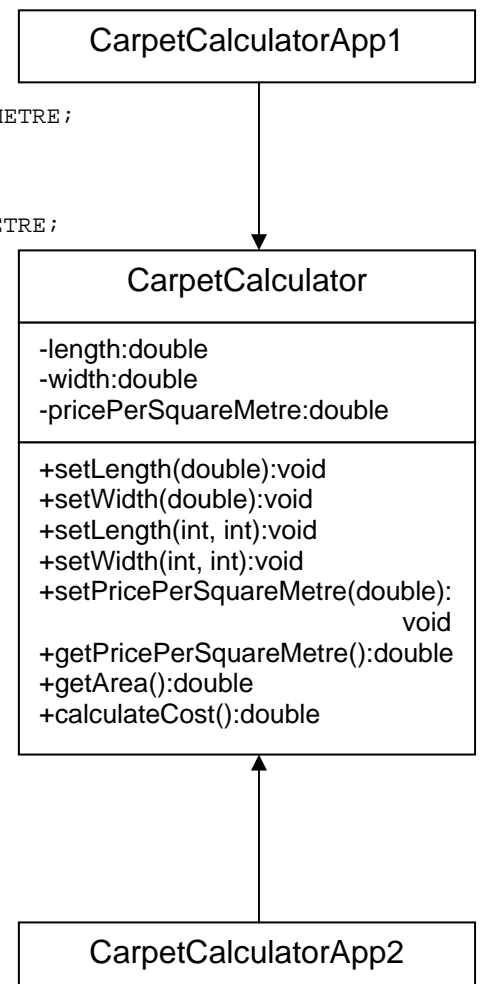 CarpetCalculatorApp1
METRE;
ETRE;
CarpetCalculator
-length:double
-width:double
-pricePerSquareMetre:double
+setLength(double):void
+setWidth(double):void
+setLength(int, int):void
+setWidth(int, int):void
+setPricePerSquareMetre(double):
void
+getPricePerSquareMetre():double
+getArea():double
+calculateCost():double
CarpetCalculatorApp2